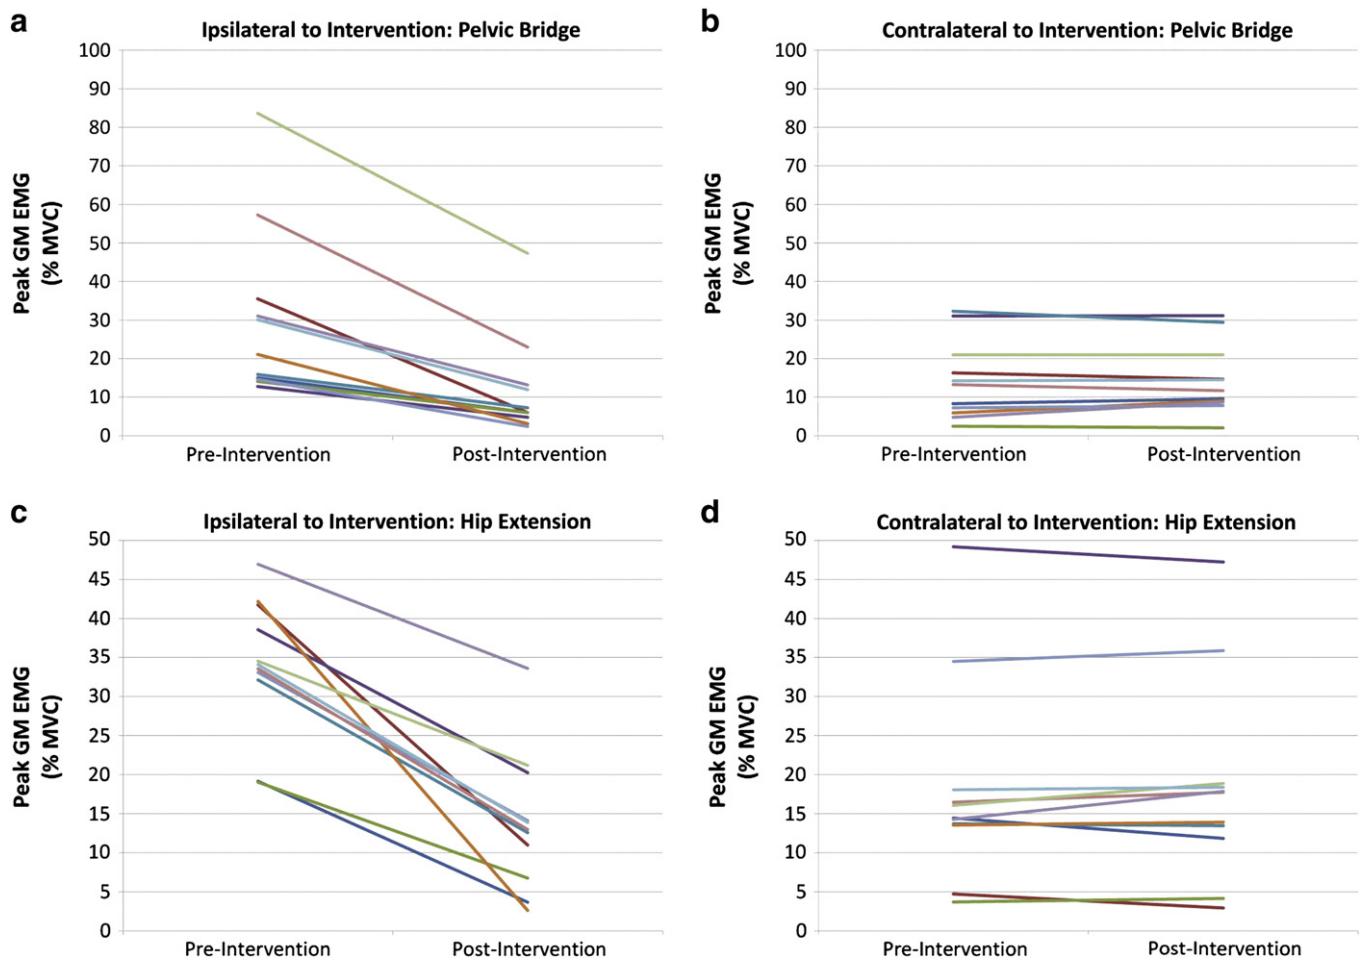 a
Ipsilateral to Intervention: Pelvic Bridge
100
90
80
70
60
50
40
30
20
10
0
Peak GM EMG
(% MVC)
Pre-Intervention
Post-Intervention
b
Contralateral to Intervention: Pelvic Bridge
100
90
80
70
60
50
40
30
20
10
0
Peak GM EMG
(% MVC)
Pre-Intervention
Post-Intervention
c
Ipsilateral to Intervention: Hip Extension
50
45
40
35
30
25
20
15
10
5
0
Peak GM EMG
(% MVC)
Pre-Intervention
Post-Intervention
d
Contralateral to Intervention: Hip Extension
50
45
40
35
30
25
20
15
10
5
0
Peak GM EMG
(% MVC)
Pre-Intervention
Post-Intervention